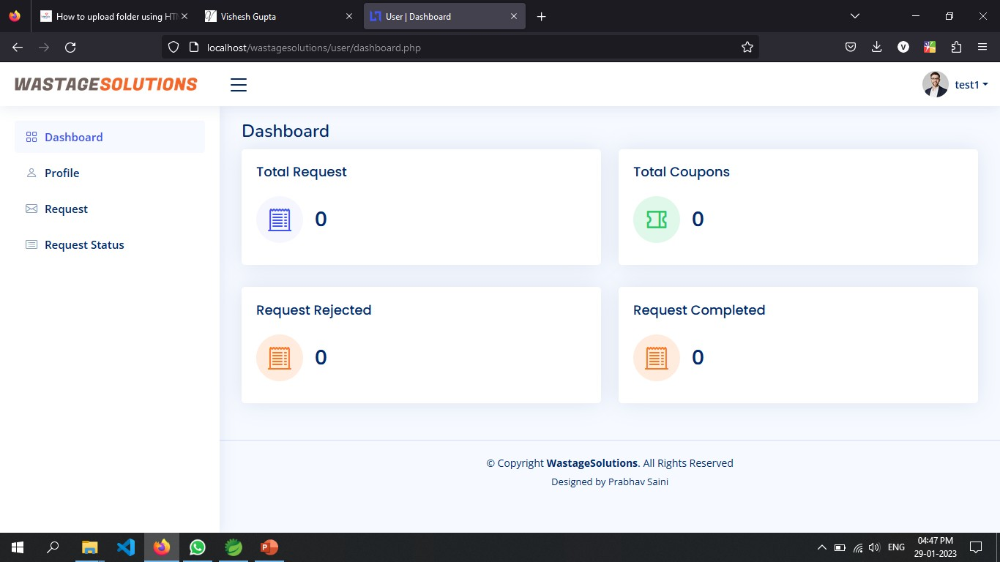 How to upload folder using HTM
Vishesh Gupta
User | Dashboard
localhost/wastagesolutions/user/dashboard.php
V
WASTAGESOLUTIONS
test1
Dashboard
Profile
Request
Request Status
Dashboard
Total Request
0
Total Coupons
0
Request Rejected
0
Request Completed
0
© Copyright WastageSolutions. All Rights Reserved
Designed by Prabhav Saini
ENG
04:47 PM
29-01-2023